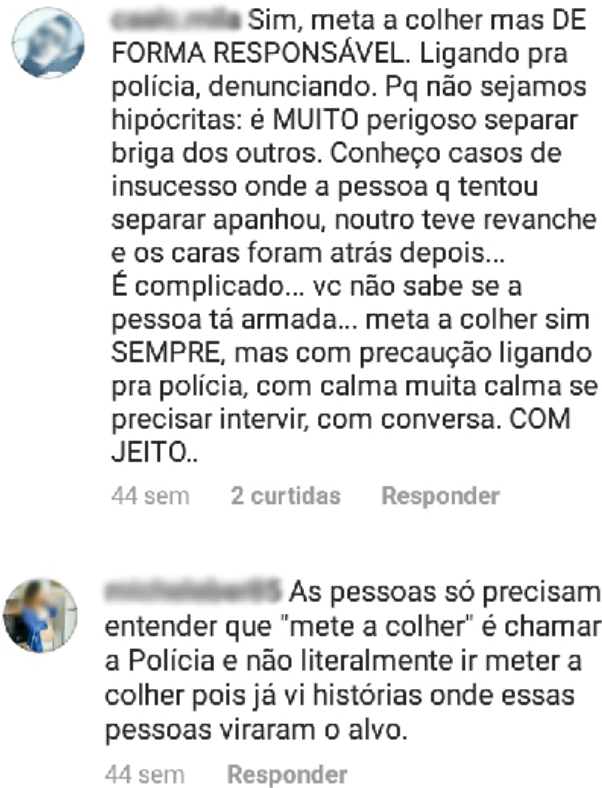 Sim, meta a colher mas DE
FORMA RESPONSÁVEL. Ligando pra
polícia, denunciando. Pq não sejamos
hipócritas: é MUITO perigoso separar
briga dos outros. Conheço casos de
insucesso onde a pessoa q tentou
separar apanhou, noutro teve revanche
e os caras foram atrás depois...
É complicado... vc não sabe se a
pessoa tá armada... meta a colher sim
SEMPRE, mas com precaução ligando
pra polícia, com calma muita calma se
precisar intervir, com conversa. COM
JEITO..
44 sem 2 curtidas Responder
As pessoas só precisam
entender que "mete a colher" é chamar
a Polícia e não literalmente ir meter a
colher pois já vi histórias onde essas
pessoas viraram o alvo.
44 sem Responder